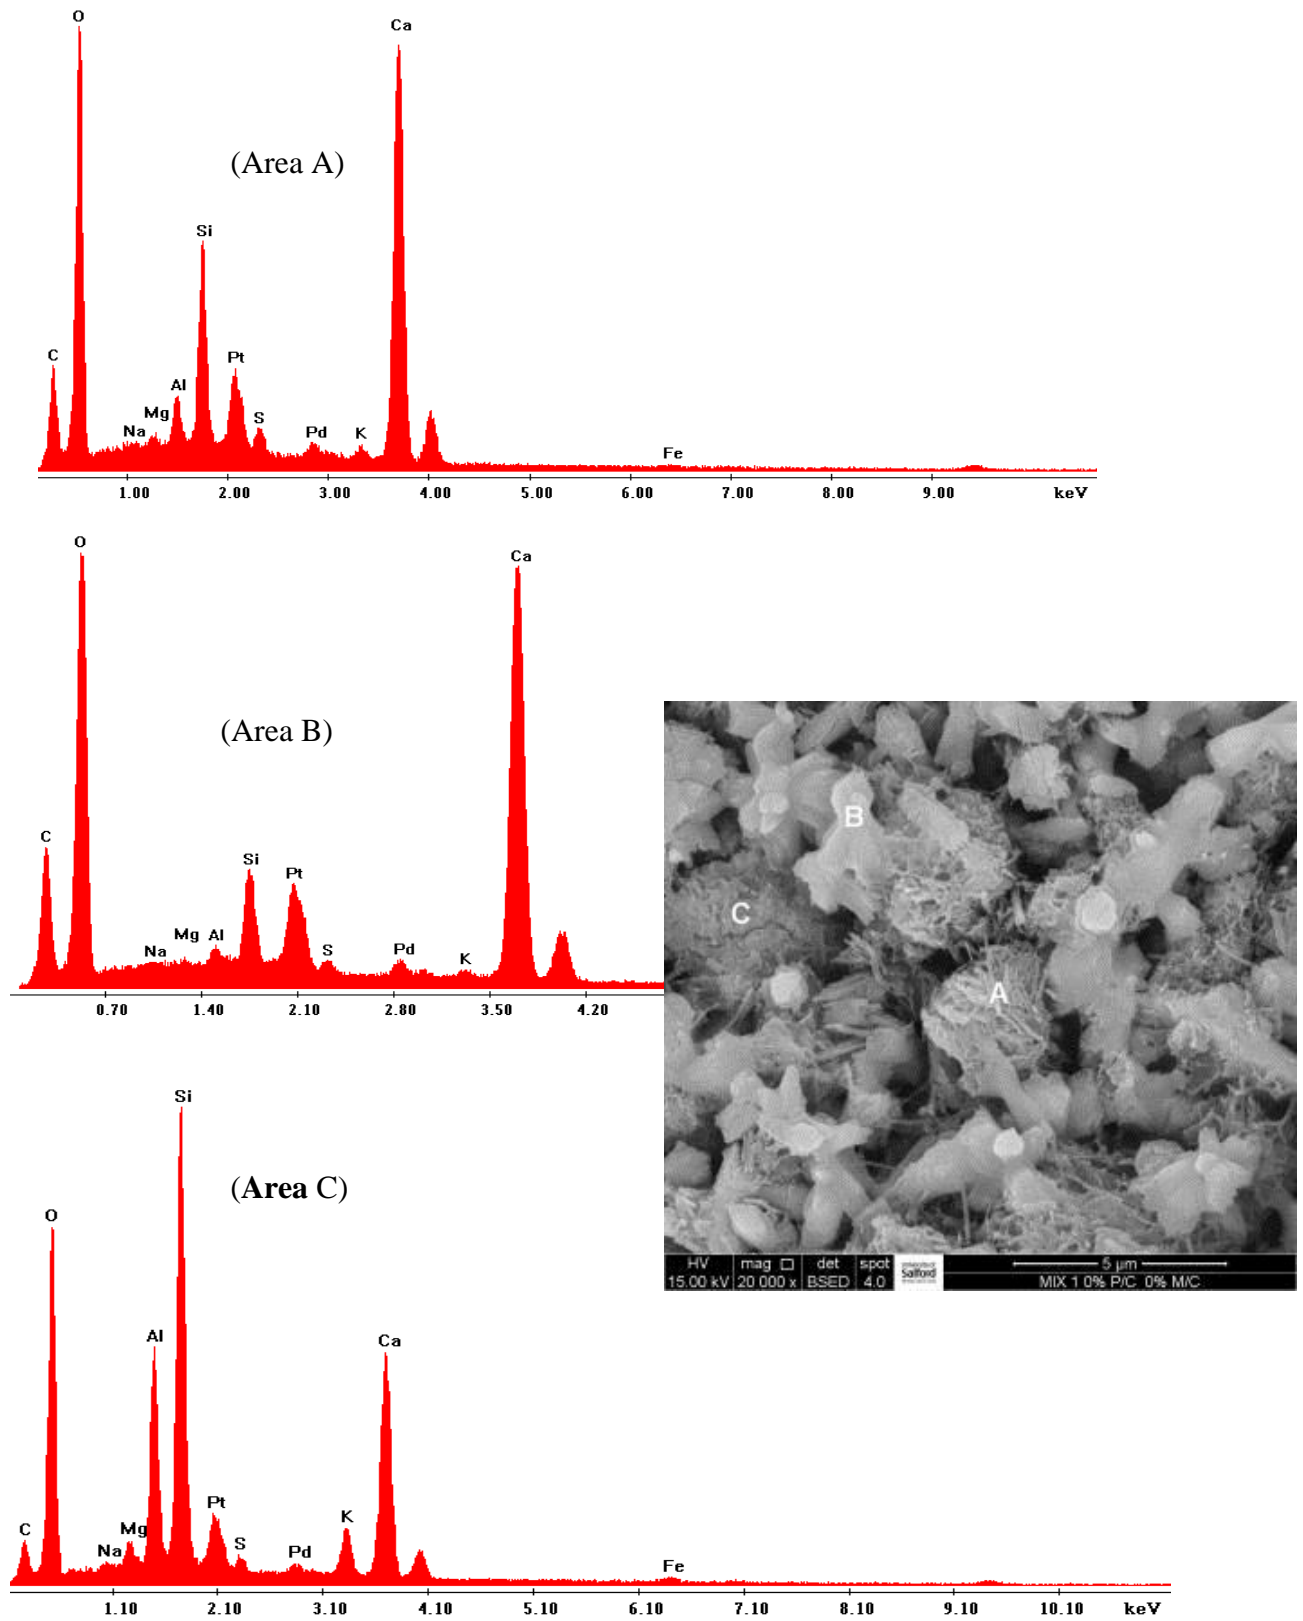 O
Ca
(Area A)
Si
C
Pt
Al
Mg
S
Na
Pd
K
Fe
1.00 2.00 3.00 4.00 5.00 6.00 7.00 8.00 9.00 keV
O
Ca
(Area B)
C
Si
Pt
Na
Mg
Al
S
Pd
K
0.70 1.40 2.10 2.80 3.50 4.20
B
C
A
HV mag det spot 5 µm
15.00 kV 20 000 x BSED 4.0 Salford MIX 1 0% P/C 0% M/C
Si
(Area C)
O
Al
Ca
Pt
K
C
Mg
S
Na
Pd
Fe
1.10 2.10 3.10 4.10 5.10 6.10 7.10 8.10 9.10 10.10 keV